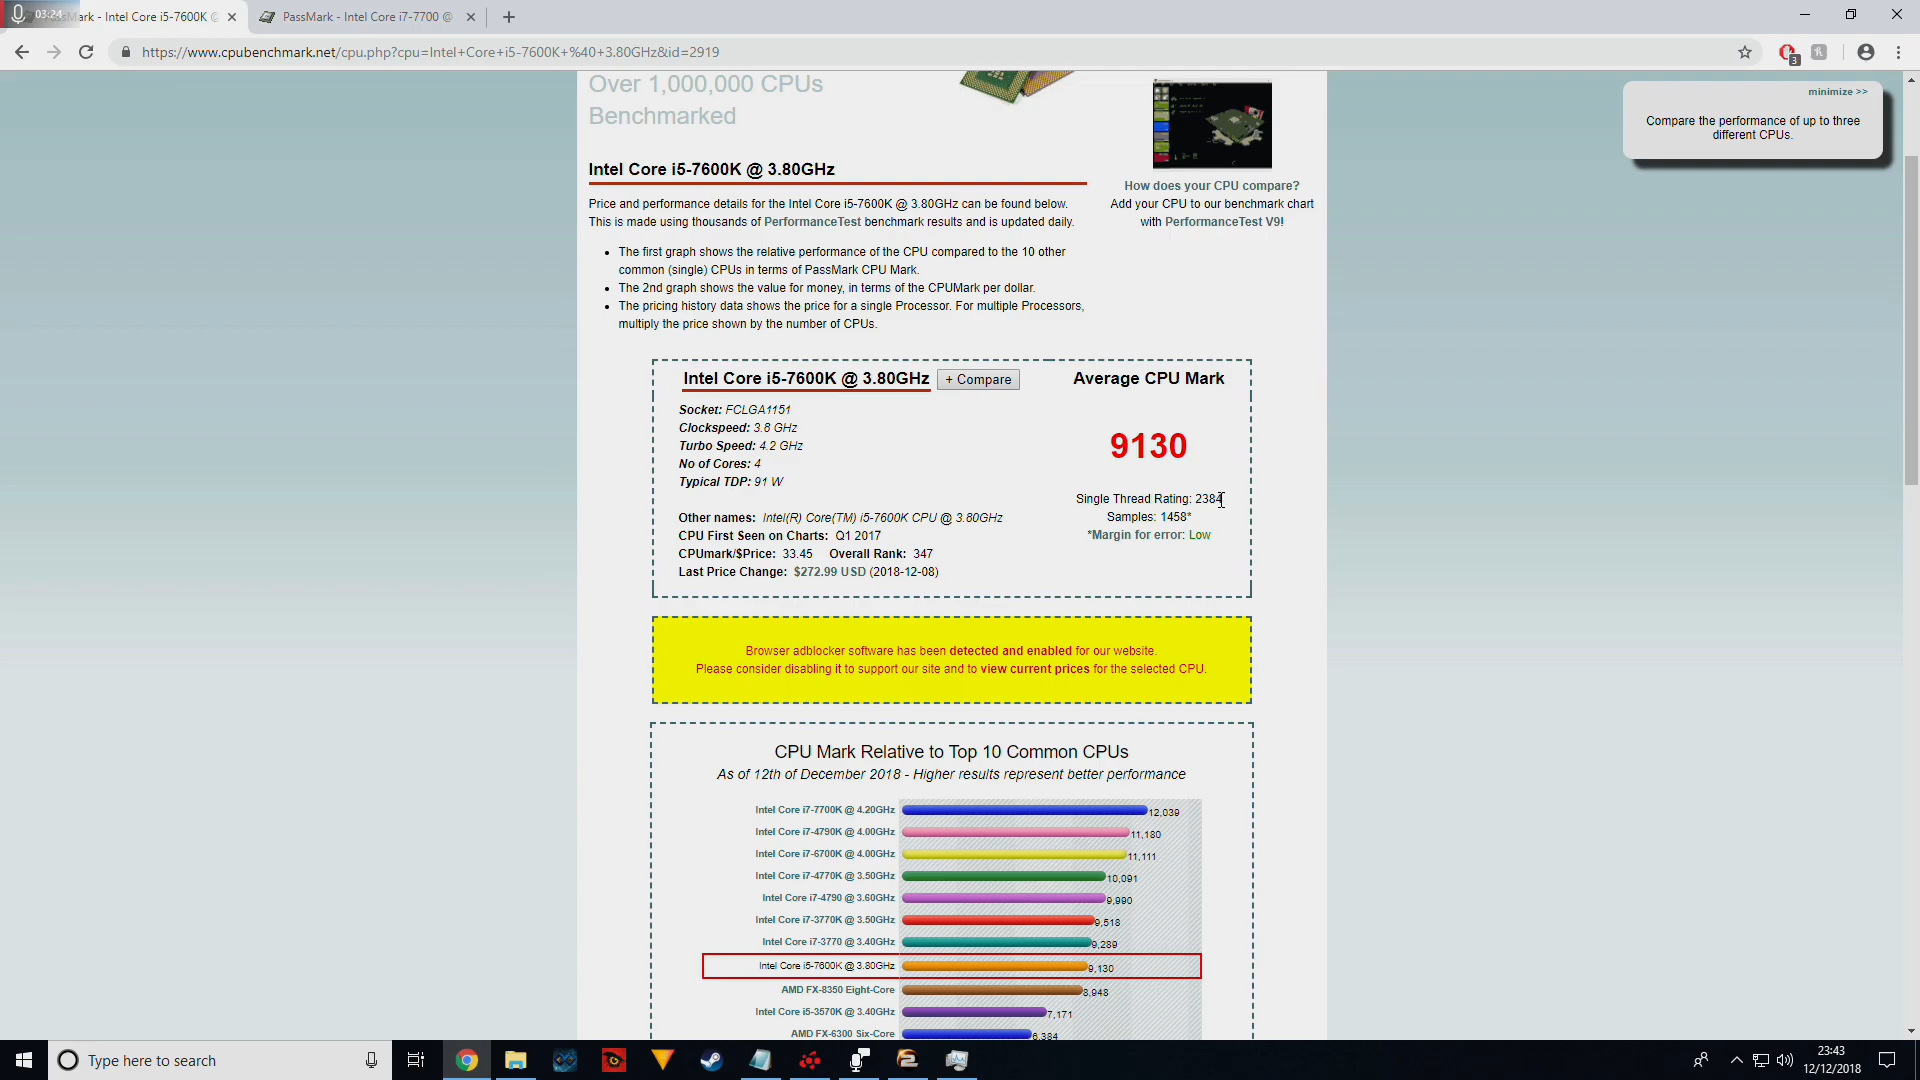 03:24
Mark - Intel Core i5-7600K @
PassMark - Intel Core i7-7700 @
https://www.cpubenchmark.net/cpu.php?cpu=Intel+Core+i5-7600K+%40+3.80GHz&id=2919
3
Over 1,000,000 CPUs
Benchmarked
minimize >>
Compare the performance of up to three
different CPUs.
Intel Core i5-7600K @ 3.80GHz
How does your CPU compare?
Add your CPU to our benchmark chart
with PerformanceTest V9!
Price and performance details for the Intel Core i5-7600K @ 3.80GHz can be found below.
This is made using thousands of PerformanceTest benchmark results and is updated daily.
• The first graph shows the relative performance of the CPU compared to the 10 other
common (single) CPUs in terms of PassMark CPU Mark.
• The 2nd graph shows the value for money, in terms of the CPUMark per dollar.
• The pricing history data shows the price for a single Processor. For multiple Processors,
multiply the price shown by the number of CPUs.
Intel Core i5-7600K @ 3.80GHz
+ Compare
Average CPU Mark
Socket: FCLGA1151
Clockspeed: 3.8 GHz
Turbo Speed: 4.2 GHz
No of Cores: 4
Typical TDP: 91 W
9130
Single Thread Rating: 2384
Samples: 1458*
*Margin for error: Low
Other names: Intel(R) Core(TM) i5-7600K CPU @ 3.80GHz
CPU First Seen on Charts: Q1 2017
CPUmark/$Price: 33.45 Overall Rank: 347
Last Price Change: $272.99 USD (2018-12-08)
Browser adblocker software has been detected and enabled for our website.
Please consider disabling it to support our site and to view current prices for the selected CPU.
CPU Mark Relative to Top 10 Common CPUs
As of 12th of December 2018 - Higher results represent better performance
Intel Core i7-7700K @ 4.20GHz 12,039
Intel Core i7-4790K @ 4.00GHz 11,180
Intel Core i7-6700K @ 4.00GHz 11,111
Intel Core i7-4770K @ 3.50GHz 10,091
Intel Core i7-4790 @ 3.60GHz 9,990
Intel Core i7-3770K @ 3.50GHz 9,518
Intel Core i7-3770 @ 3.40GHz 9,289
Intel Core i5-7600K @ 3.80GHz 9,130
AMD FX-8350 Eight-Core 8,948
Intel Core i5-3570K @ 3.40GHz 7,171
AMD FX-6300 Six-Core 6,384
Type here to search
23:43
12/12/2018